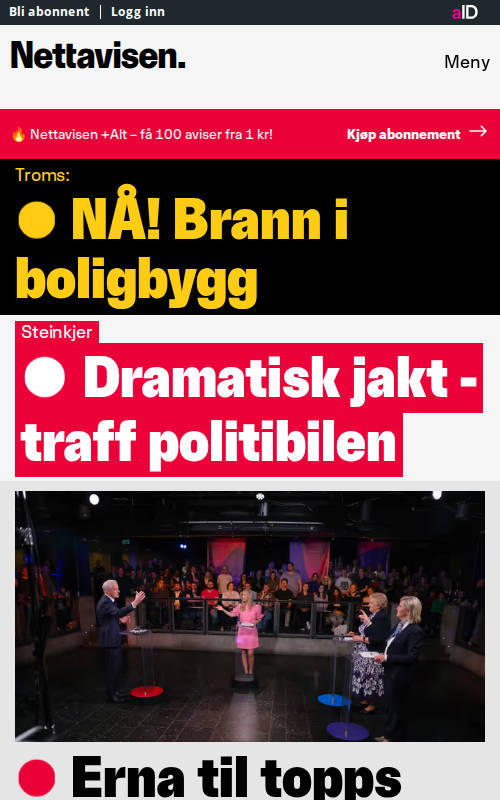 Bli abonnent | Logg inn
aID
Nettavisen.
Meny
🔥 Nettavisen +Alt – få 100 aviser fra 1 kr!
Kjøp abonnement →
Troms:
● NÅ! Brann i
boligbygg
Steinkjer
● Dramatisk jakt -
traff politibilen
● Erna til topps